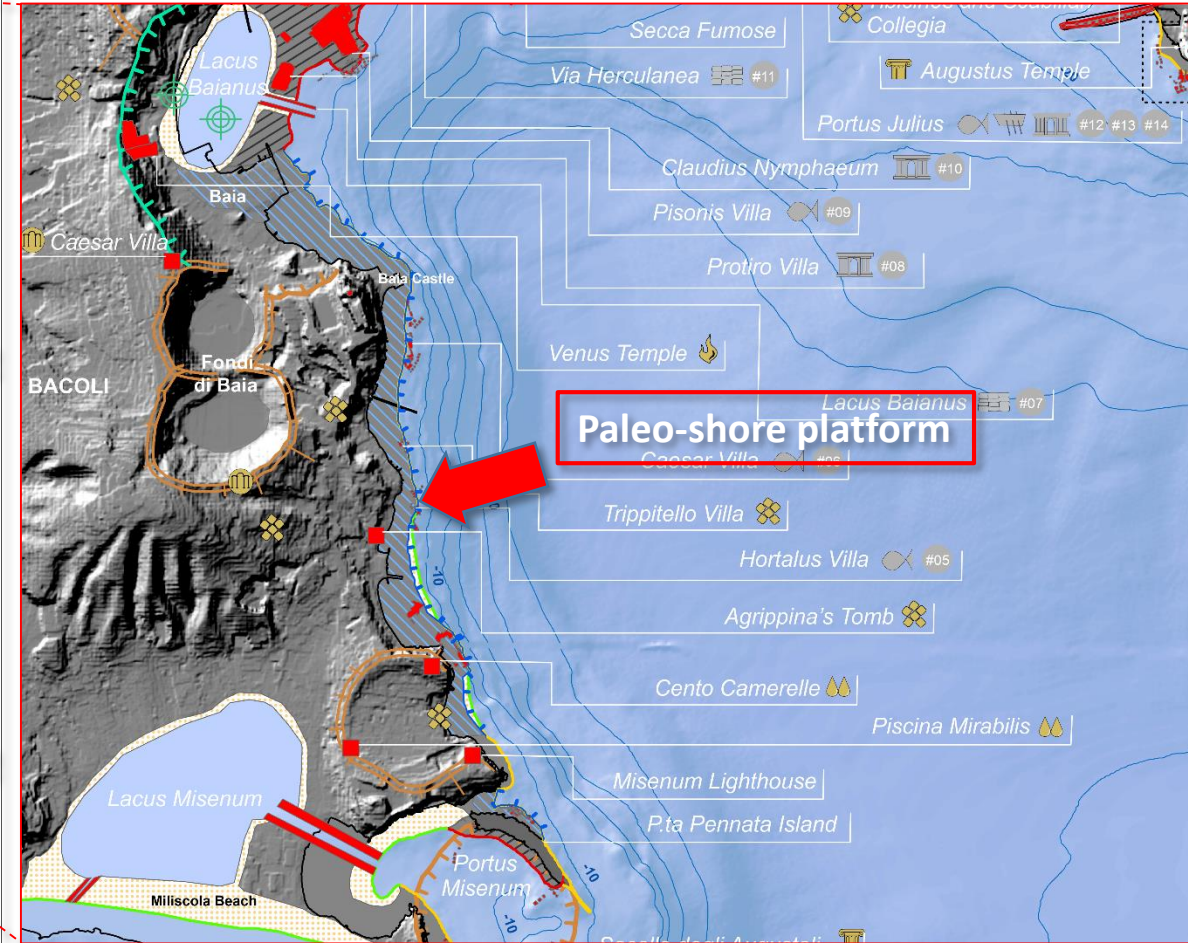 Secca Fumose
Collegia
Lacus
Baianus
Via Herculanea #11
Augustus Temple
Portus Julius #12 #13 #14
Claudius Nymphaeum #10
Baia
Pisonis Villa #09
Caesar Villa
Protiro Villa #08
Baia Castle
Venus Temple
Fondi
di Baia
BACOLI
Lacus Baianus #07
Paleo-shore platform
Caesar Villa #06
Trippitello Villa
Hortalus Villa #05
-10
Agrippina's Tomb
Cento Camerelle
Piscina Mirabilis
Misenum Lighthouse
Lacus Misenum
P.ta Pennata Island
Portus
Misenum
-10
Miliscola Beach
-10